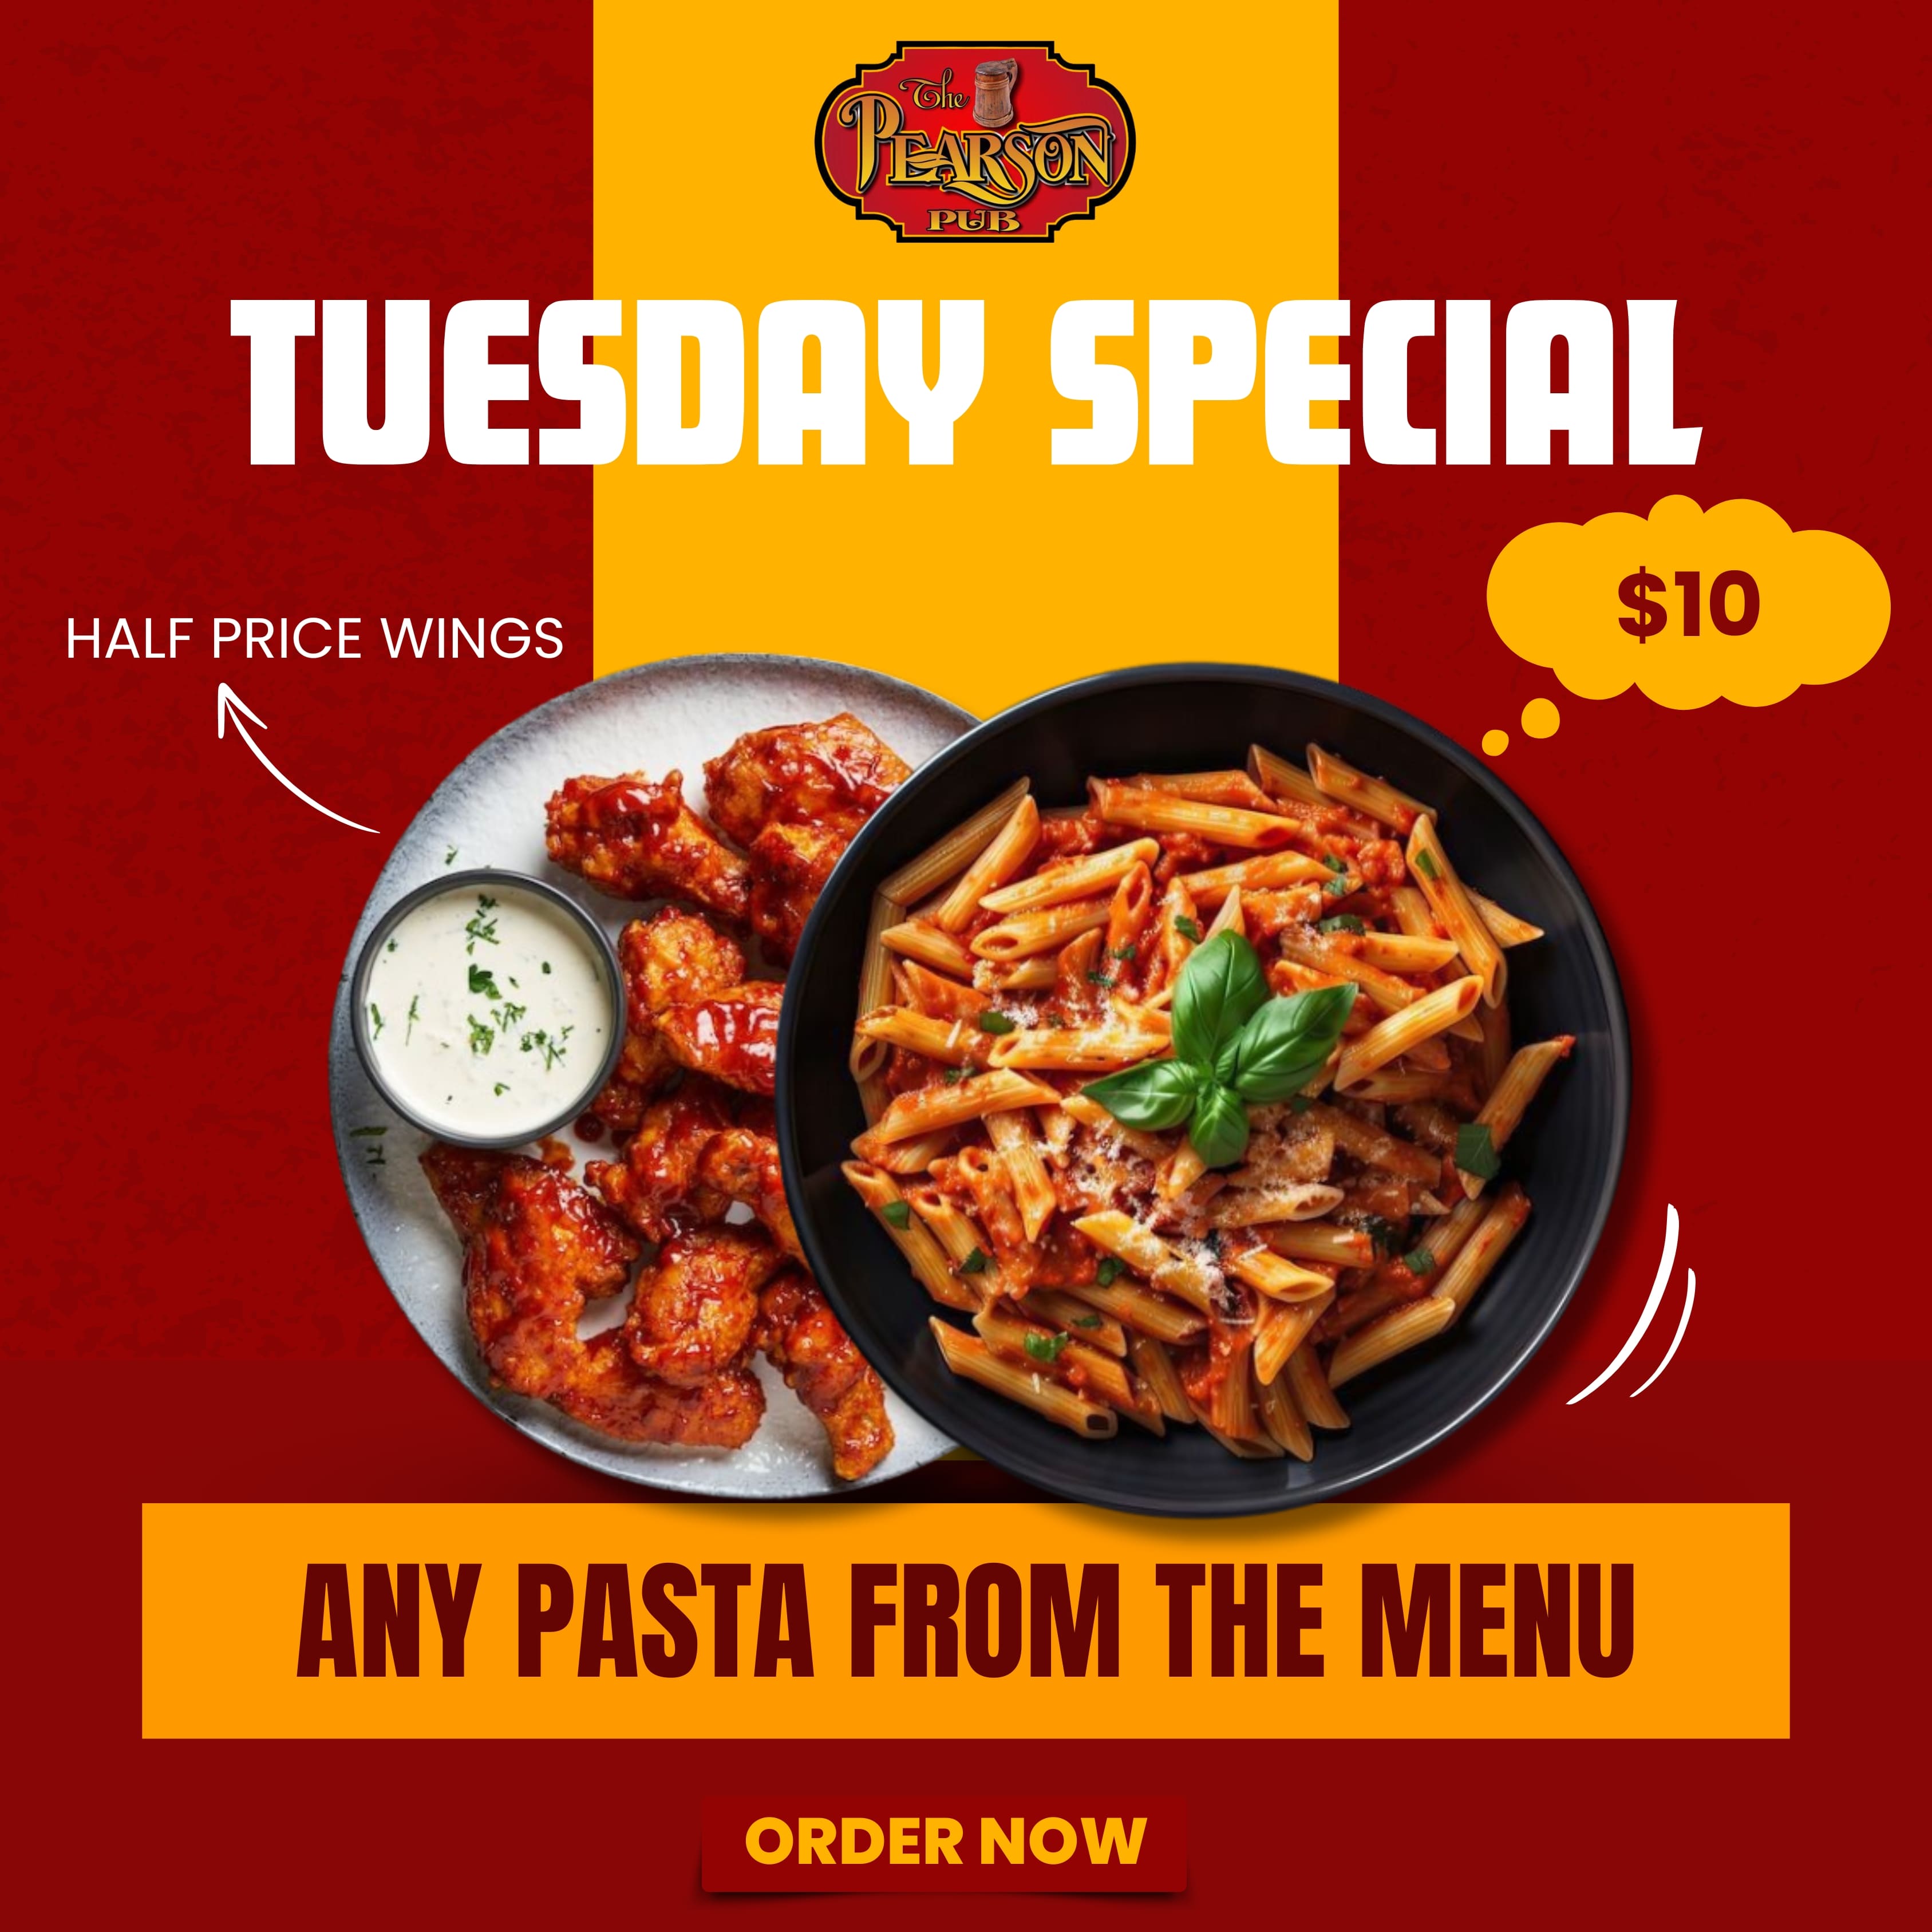 The
PEARSON
PUB
TUESDAY SPECIAL
$10
HALF PRICE WINGS
ANY PASTA FROM THE MENU
ORDER NOW